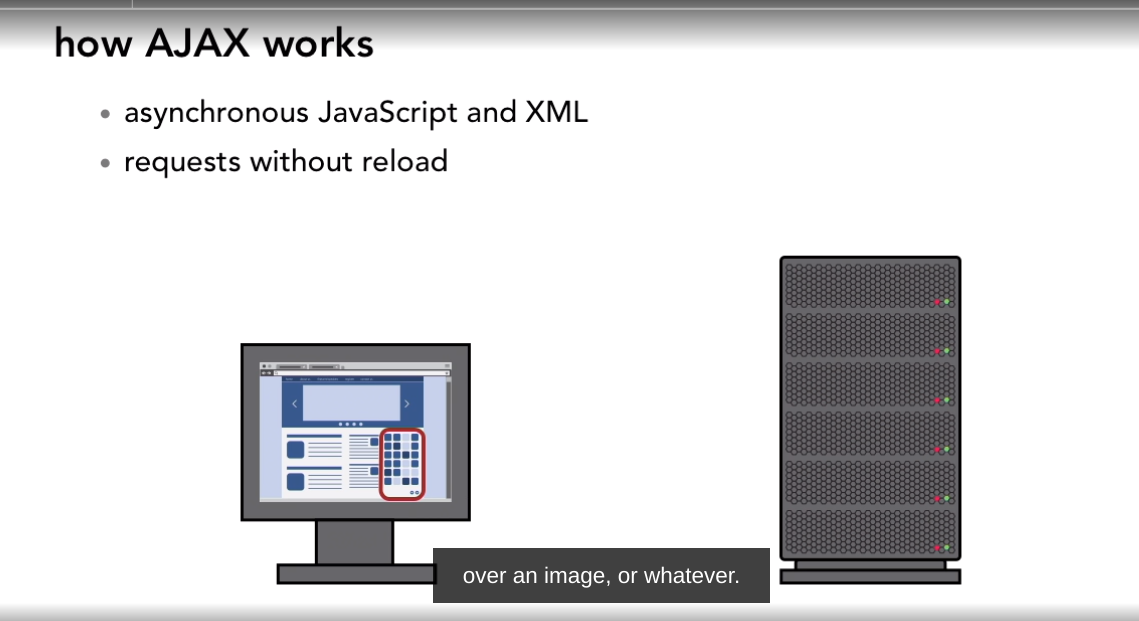 how AJAX works
asynchronous JavaScript and XML
requests without reload
over an image, or whatever.